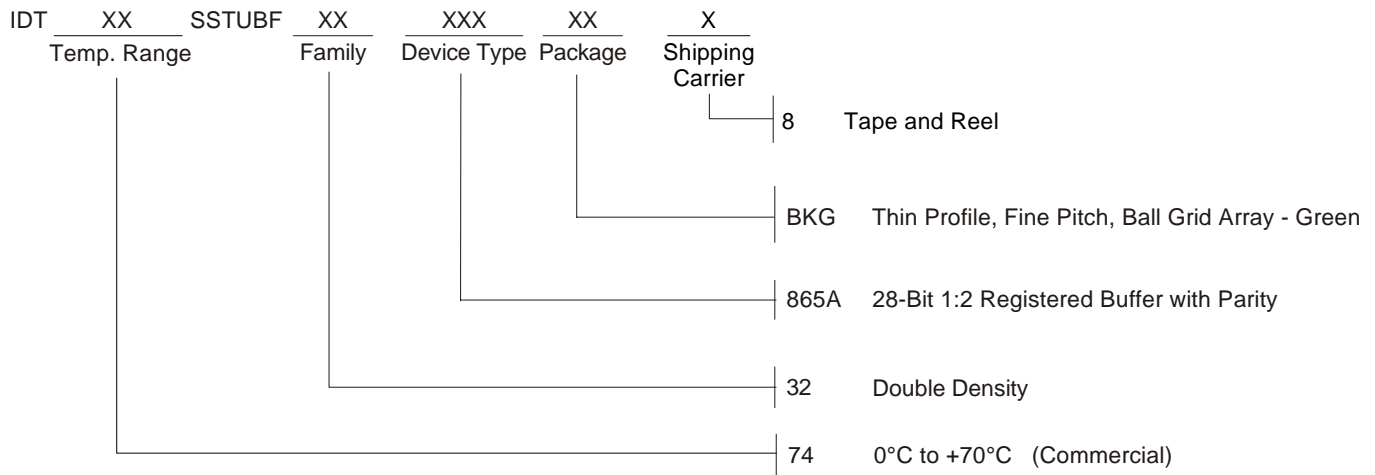 IDT XX SSTUBF XX XXX XX X
Temp. Range Family Device Type Package Shipping
Carrier
8 Tape and Reel
BKG Thin Profile, Fine Pitch, Ball Grid Array - Green
865A 28-Bit 1:2 Registered Buffer with Parity
32 Double Density
74 0°C to +70°C (Commercial)